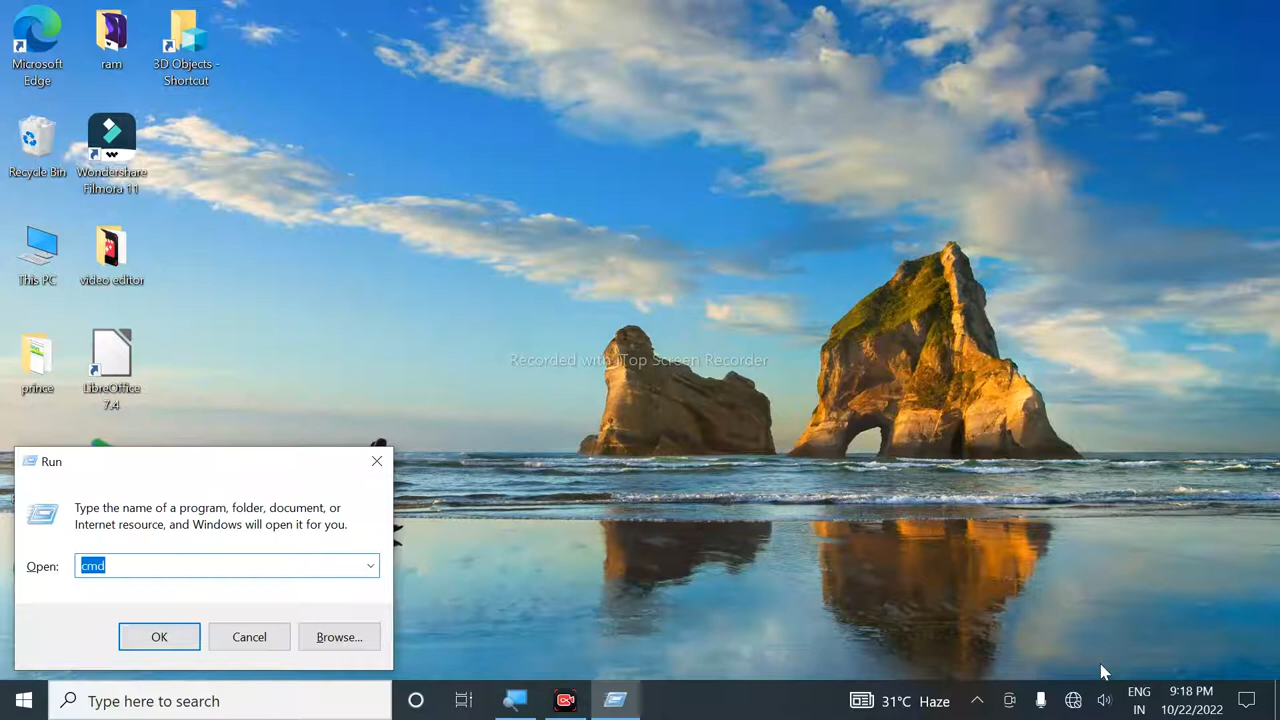 Microsoft
Edge
ram
3D Objects -
Shortcut
Recycle Bin
Wondershare
Filmora 11
This PC
video editor
prince
LibreOffice
7.4
Recorded with iTop Screen Recorder
Run
Type the name of a program, folder, document, or
Internet resource, and Windows will open it for you.
Open:
cmd
OK
Cancel
Browse...
Type here to search
31°C Haze
ENG
IN
9:18 PM
10/22/2022